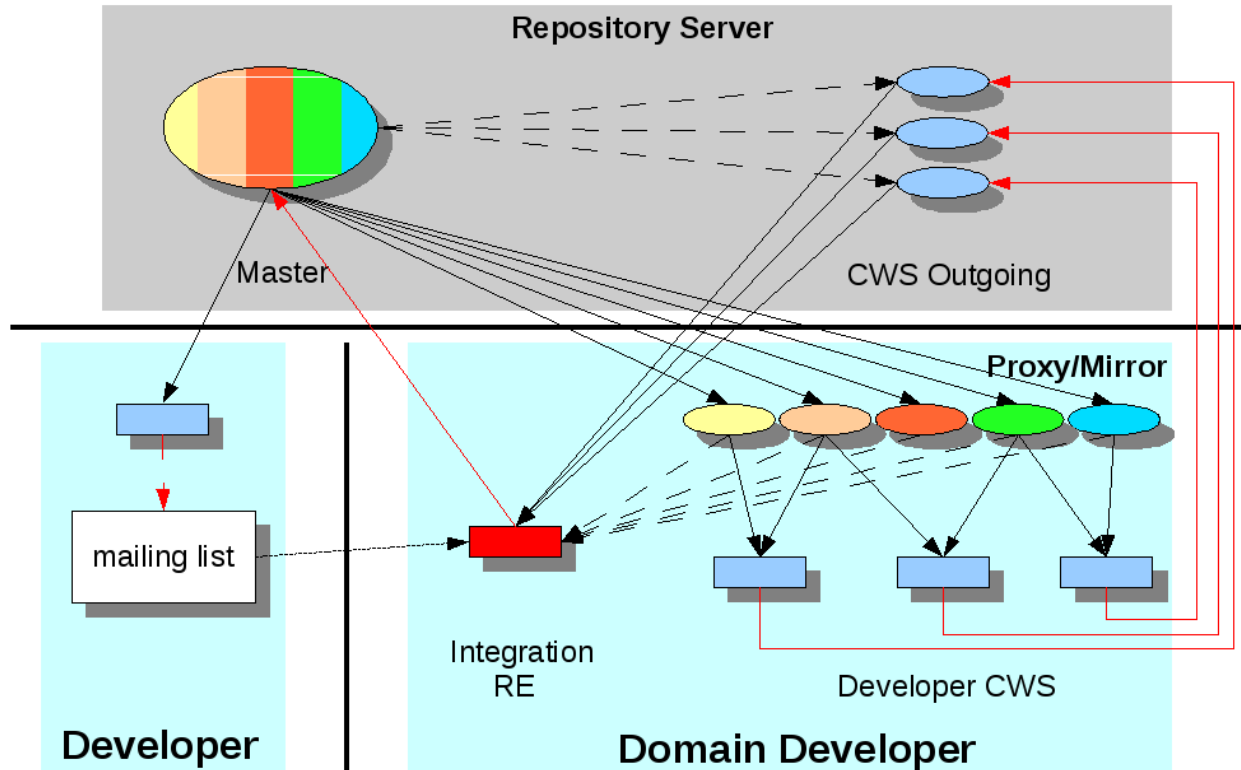 Repository Server
Master
CWS Outgoing
Proxy/Mirror
mailing list
Integration
RE
Developer CWS
Developer
Domain Developer